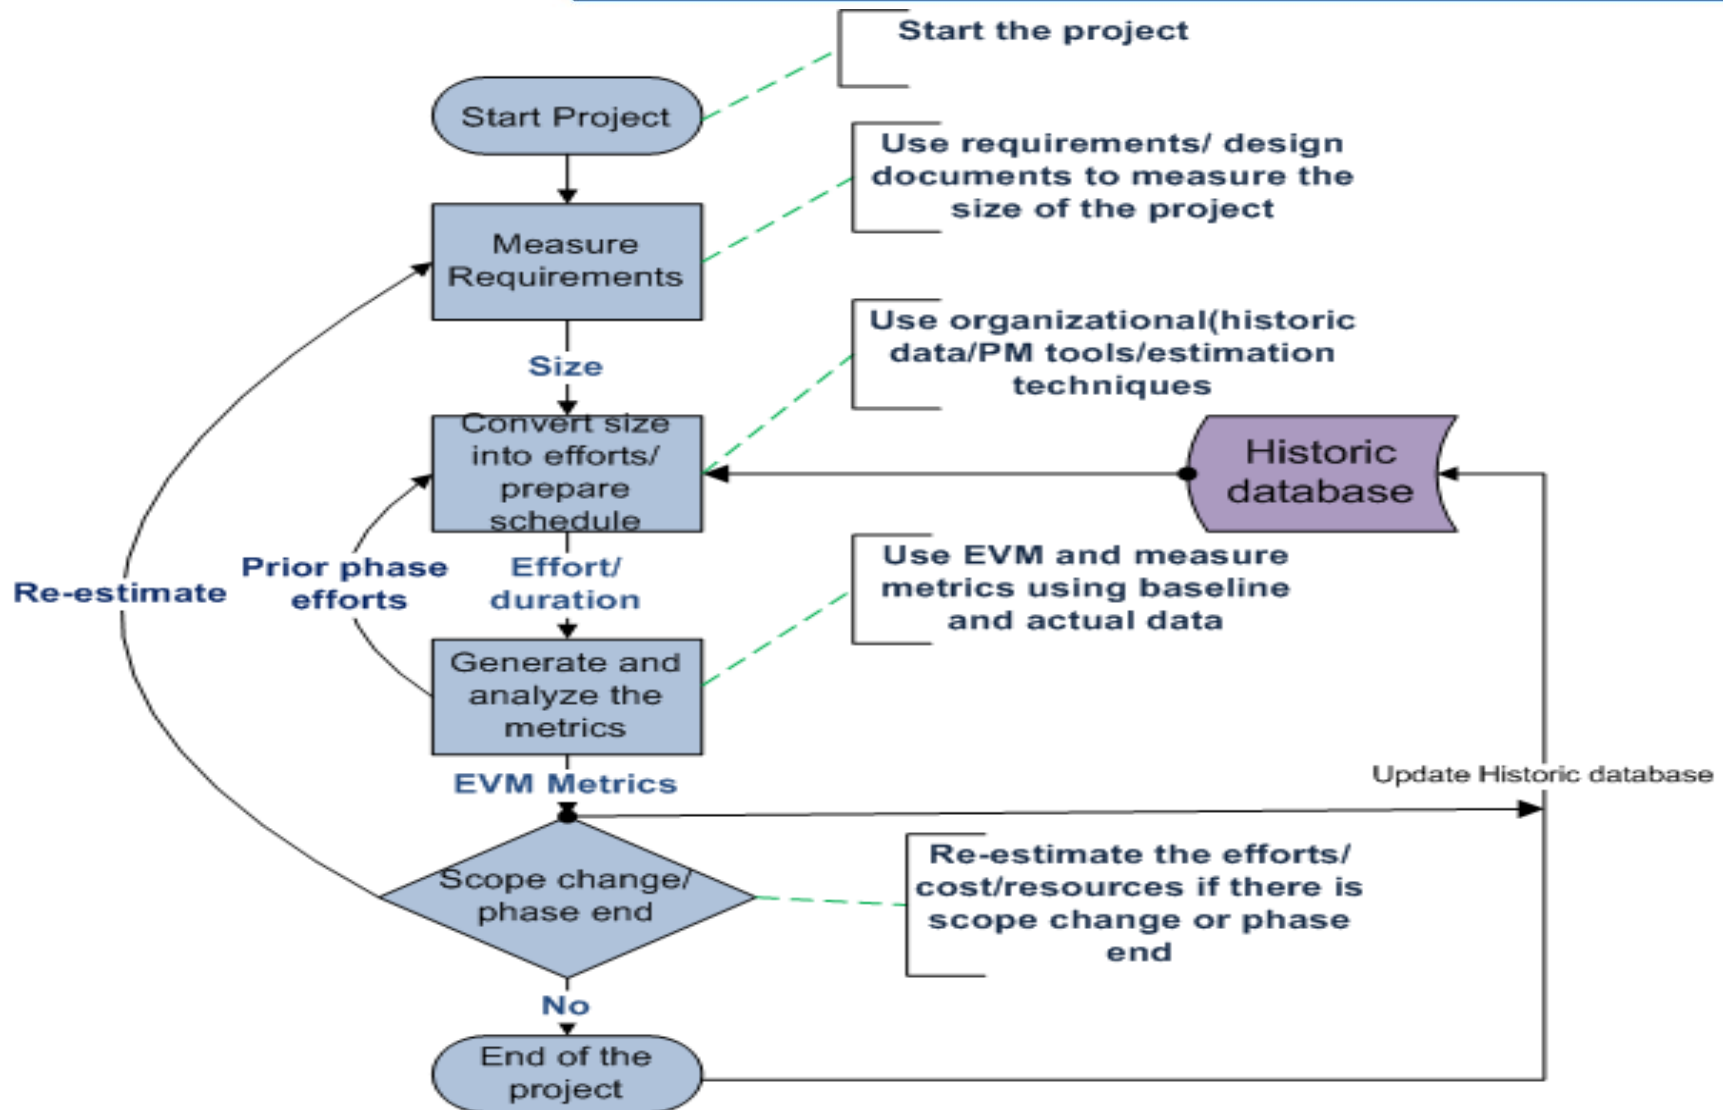 Start the project
Start Project
Use requirements/ design
documents to measure the
size of the project
Measure
Requirements
Use organizational(historic
data/PM tools/estimation
techniques
Size
Convert size
into efforts/
prepare
schedule
Historic
database
Use EVM and measure
metrics using baseline
and actual data
Re-estimate
Prior phase
efforts
Effort/
duration
Generate and
analyze the
metrics
EVM Metrics
Update Historic database
Scope change/
phase end
Re-estimate the efforts/
cost/resources if there is
scope change or phase
end
No
End of the
project